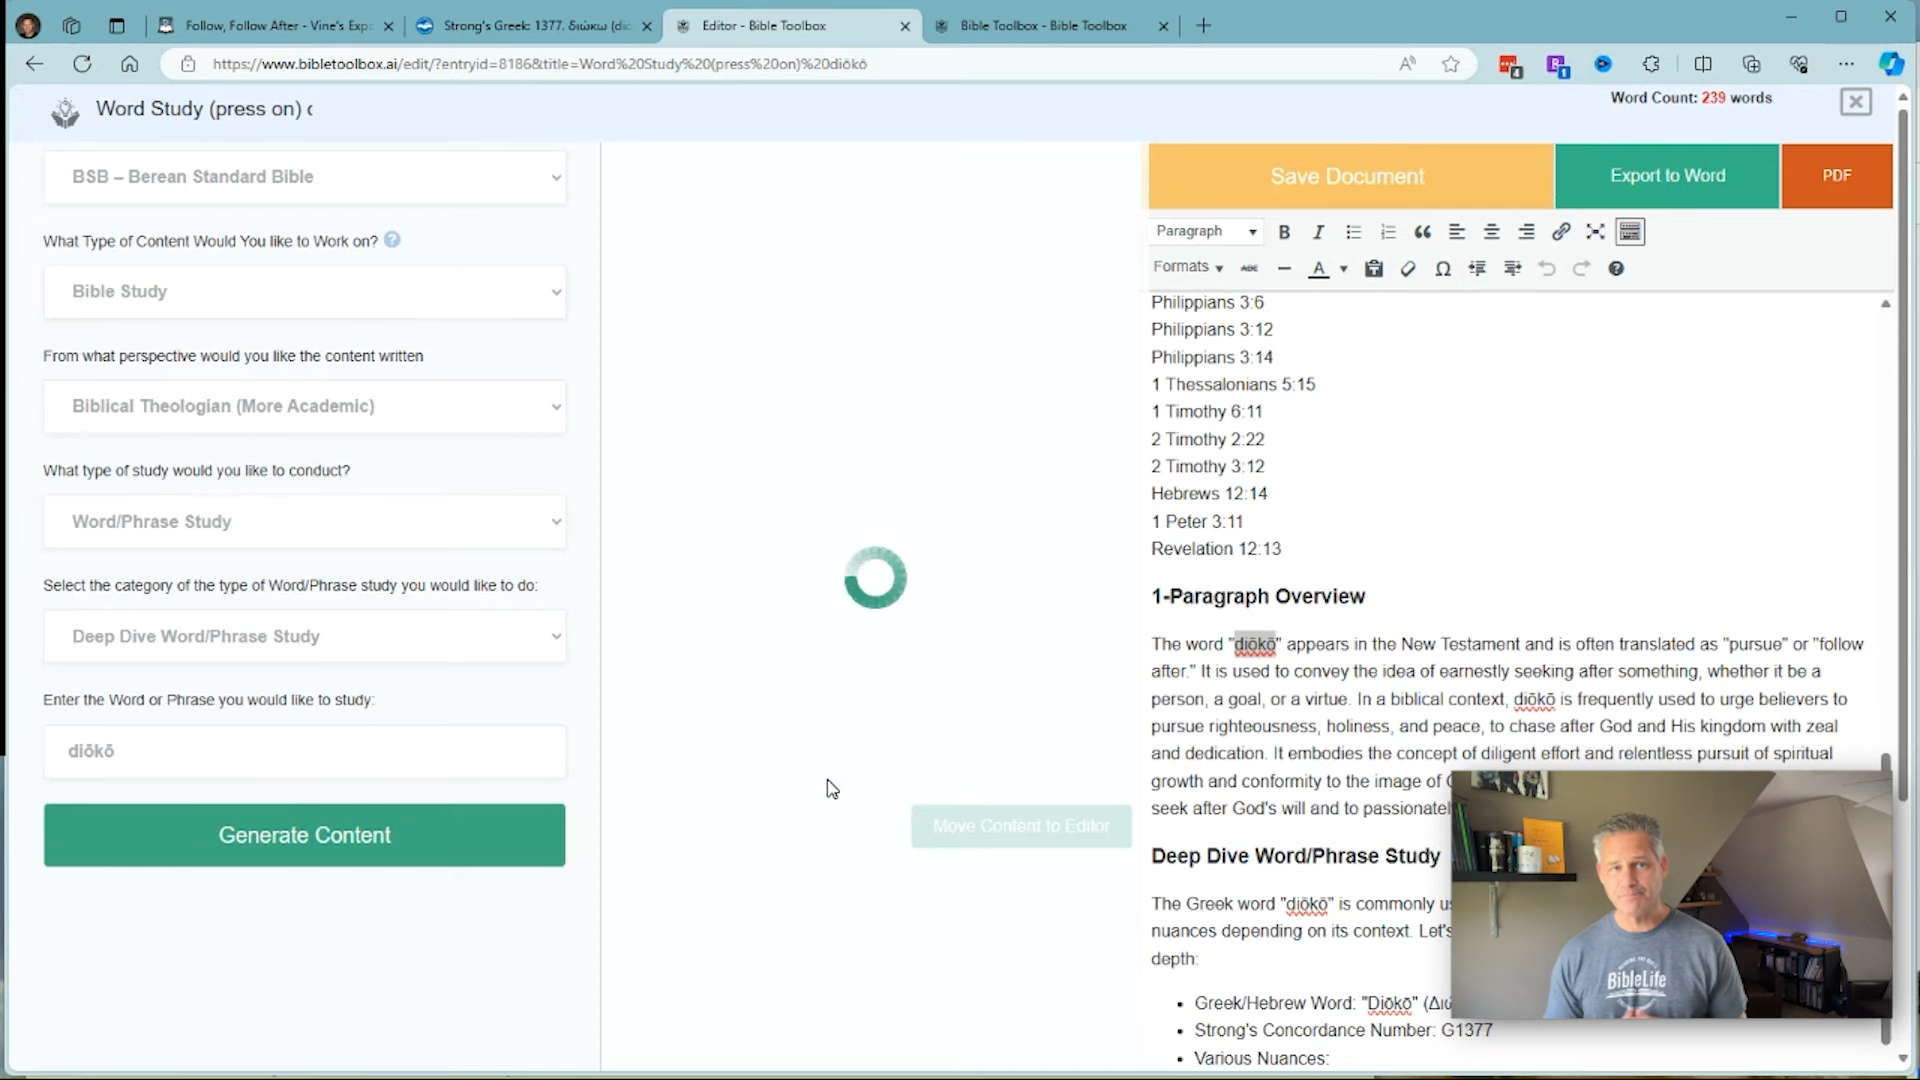 Follow, Follow After - Vine's Exp
Strong's Greek: 1377. διώκω (dió
Editor - Bible Toolbox
Bible Toolbox - Bible Toolbox
https://www.bibletoolbox.ai/edit/?entryid=8186&title=Word%20Study%20(press%20on)%20diōkō
Word Study (press on) d
Word Count: 239 words
BSB – Berean Standard Bible
What Type of Content Would You like to Work on?
Bible Study
From what perspective would you like the content written
Biblical Theologian (More Academic)
What type of study would you like to conduct?
Word/Phrase Study
Select the category of the type of Word/Phrase study you would like to do:
Deep Dive Word/Phrase Study
Enter the Word or Phrase you would like to study:
diōkō
Generate Content
Move Content to Editor
Save Document
Export to Word
PDF
Paragraph
Formats
Philippians 3:6
Philippians 3:12
Philippians 3:14
1 Thessalonians 5:15
1 Timothy 6:11
2 Timothy 2:22
2 Timothy 3:12
Hebrews 12:14
1 Peter 3:11
Revelation 12:13
1-Paragraph Overview
The word "diōkō" appears in the New Testament and is often translated as "pursue" or "follow
after." It is used to convey the idea of earnestly seeking after something, whether it be a
person, a goal, or a virtue. In a biblical context, diōkō is frequently used to urge believers to
pursue righteousness, holiness, and peace, to chase after God and His kingdom with zeal
and dedication. It embodies the concept of diligent effort and relentless pursuit of spiritual
growth and conformity to the image of
seek after God's will and to passionatel
Deep Dive Word/Phrase Study
The Greek word "diōkō" is commonly us
nuances depending on its context. Let's
depth:
• Greek/Hebrew Word: "Diōkō" (Διώ
• Strong's Concordance Number: G1377
• Various Nuances:
BibleLife